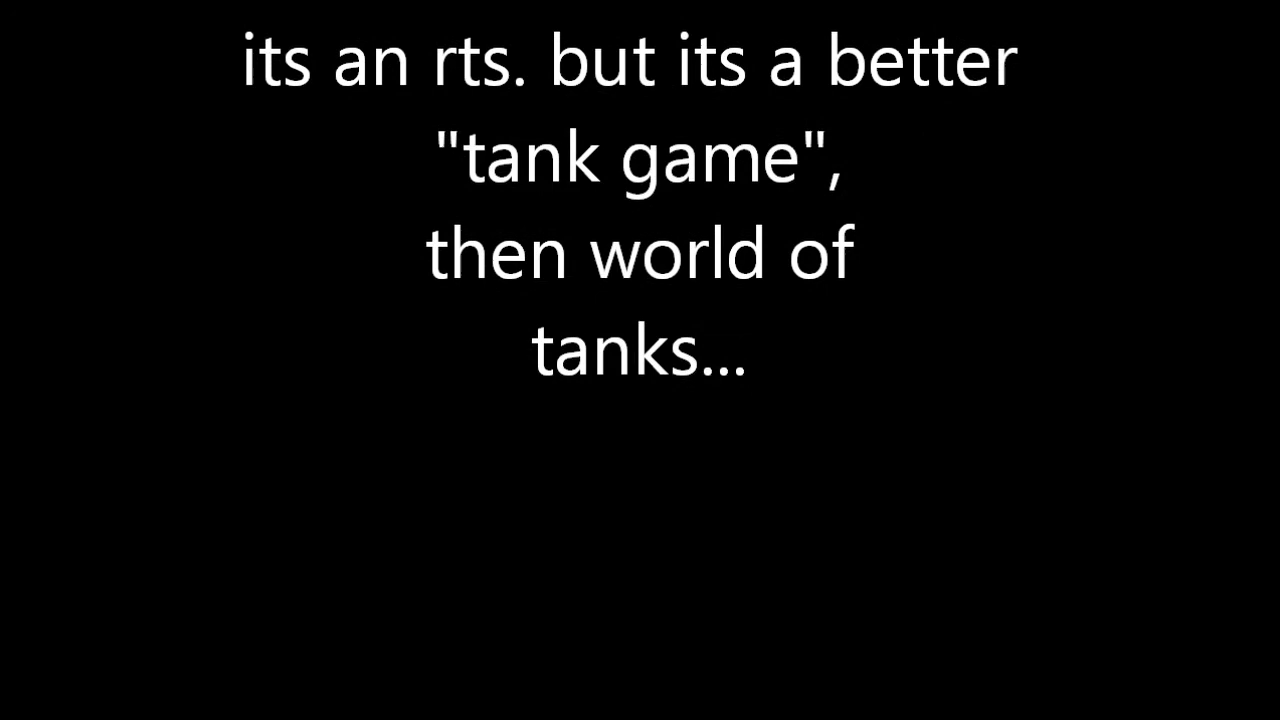 its an rts. but its a better
"tank game",
then world of
tanks...